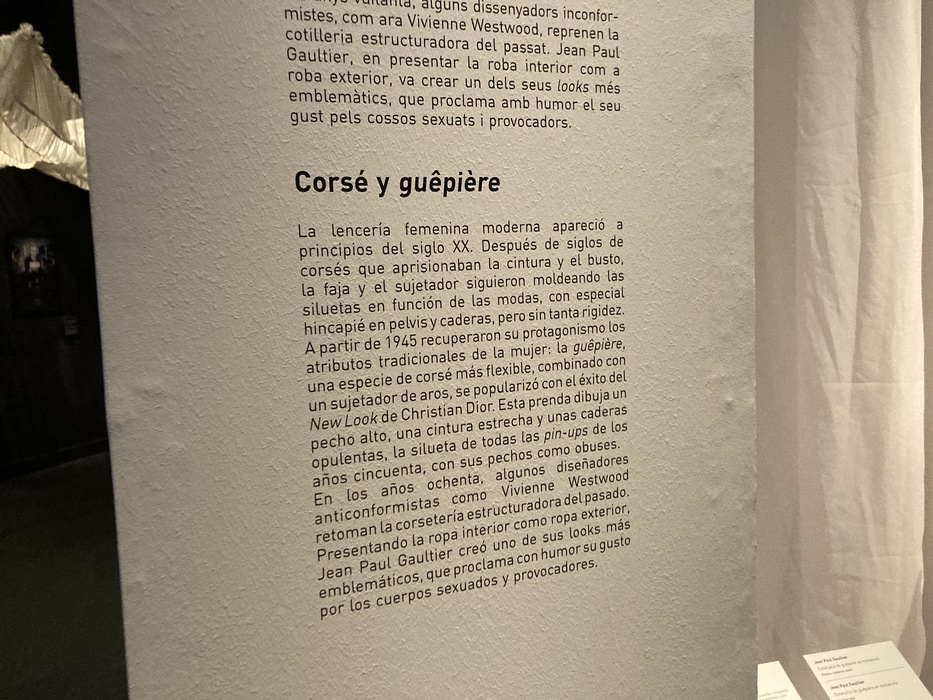 vuitanta, alguns dissenyadors inconfor-
mistes, com ara Vivienne Westwood, reprenen la
cotilleria estructuradora del passat. Jean Paul
Gaultier, en presentar la roba interior com a
roba exterior, va crear un dels seus looks més
emblemàtics, que proclama amb humor el seu
gust pels cossos sexuats i provocadors.
Corsé y guêpière
La lencería femenina moderna apareció a
principios del siglo XX. Después de siglos de
corsés que aprisionaban la cintura y el busto,
la faja y el sujetador siguieron moldeando las
siluetas en función de las modas, con especial
hincapié en pelvis y caderas, pero sin tanta rigidez.
A partir de 1945 recuperaron su protagonismo los
atributos tradicionales de la mujer: la guêpière,
una especie de corsé más flexible, combinado con
un sujetador de aros, se popularizó con el éxito del
New Look de Christian Dior. Esta prenda dibuja un
pecho alto, una cintura estrecha y unas caderas
opulentas, la silueta de todas las pin-ups de los
años cincuenta, con sus pechos como obuses.
En los años ochenta, algunos diseñadores
anticonformistas como Vivienne Westwood
retoman la corsetería estructuradora del pasado.
Presentando la ropa interior como ropa exterior,
Jean Paul Gaultier creó uno de sus looks más
emblemáticos, que proclama con humor su gusto
por los cuerpos sexuados y provocadores.
Jean Paul Gaultier
Jean Paul Gaultier